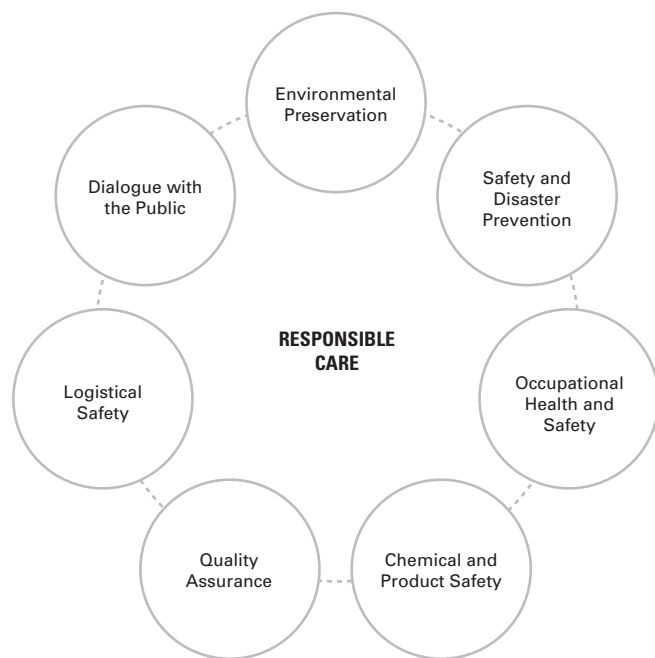 Environmental
Preservation
Safety and
Disaster
Prevention
Occupational
Health and
Safety
Chemical and
Product Safety
Quality
Assurance
Logistical
Safety
Dialogue with
the Public
RESPONSIBLE
CARE